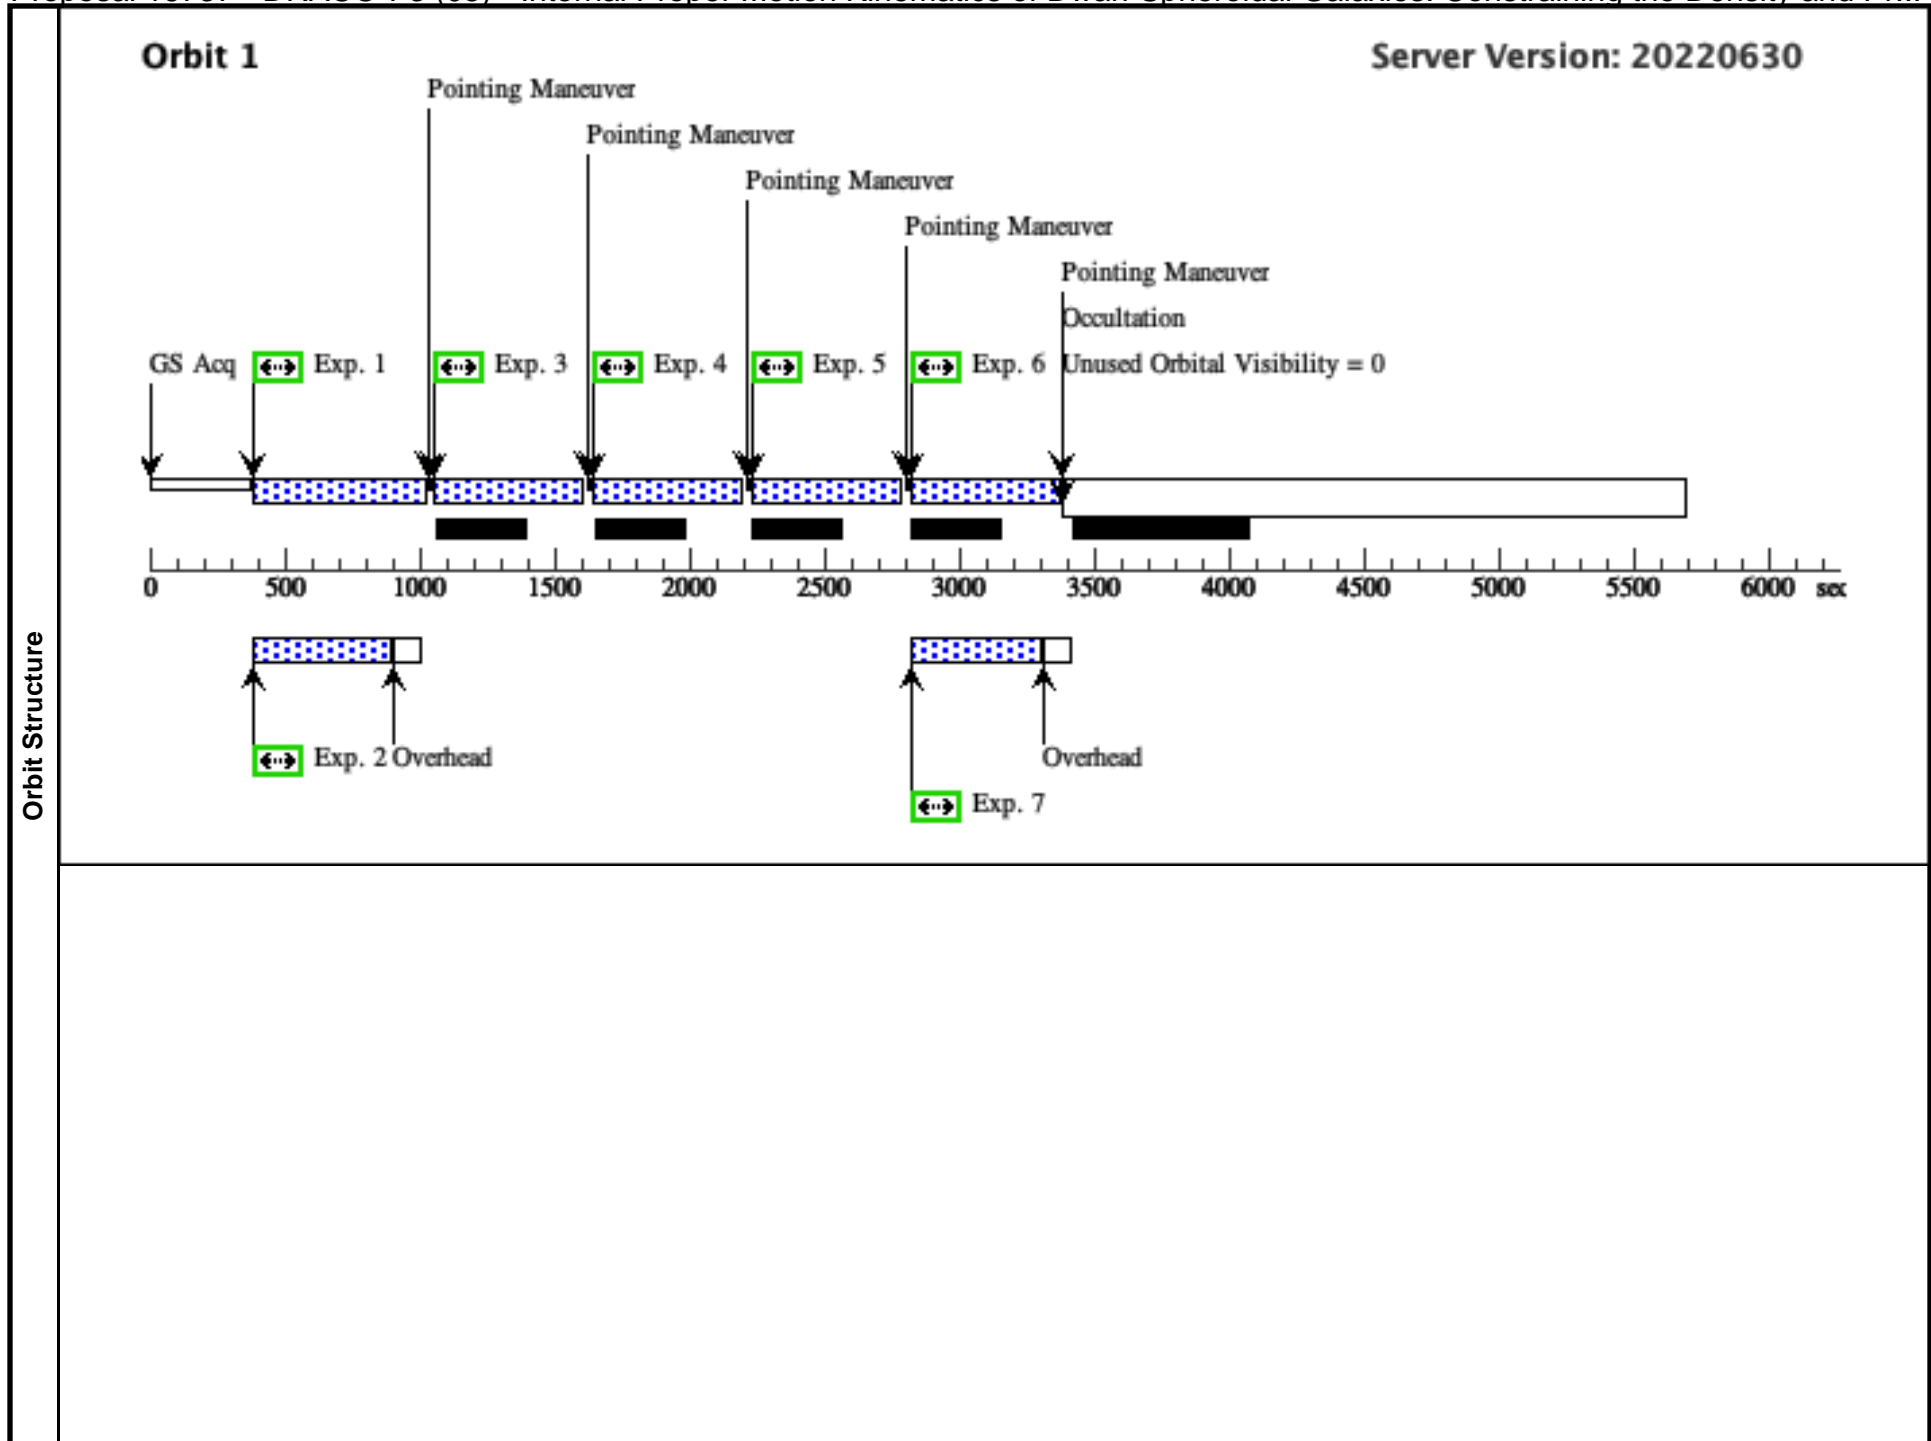 Orbit 1
Server Version: 20220630
Pointing Maneuver
Pointing Maneuver
Pointing Maneuver
Pointing Maneuver
Pointing Maneuver
Occultation
GS Acq
Exp. 1
Exp. 3
Exp. 4
Exp. 5
Exp. 6
Unused Orbital Visibility = 0
0 500 1000 1500 2000 2500 3000 3500 4000 4500 5000 5500 6000 sec
Exp. 2
Overhead
Overhead
Exp. 7
Orbit Structure